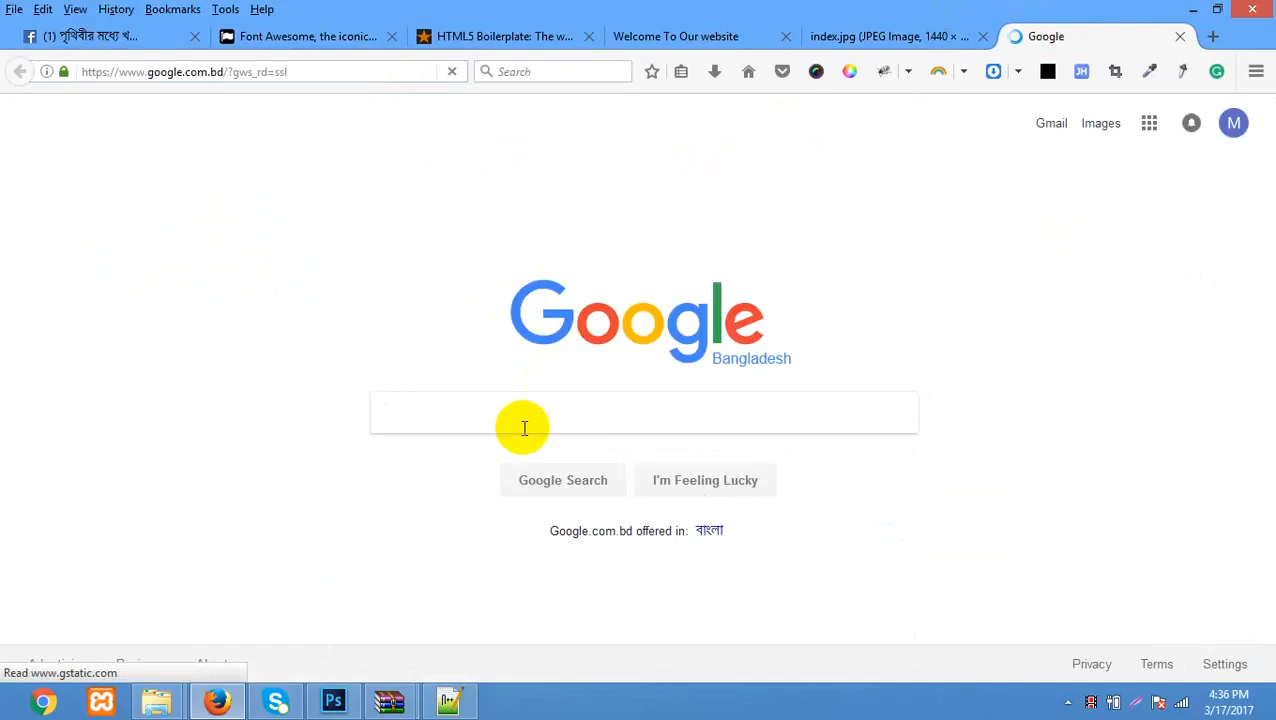 File Edit View History Bookmarks Tools Help
(1) পৃথিবীর মধ্যে খ...
Font Awesome, the iconic...
HTML5 Boilerplate: The w...
Welcome To Our website
index.jpg (JPEG Image, 1440 × ...
Google
https://www.google.com.bd/?gws_rd=ssl
Search
JH
Gmail Images M
Google
Bangladesh
Google Search I'm Feeling Lucky
Google.com.bd offered in: বাংলা
Privacy Terms Settings
Read www.gstatic.com
Ps
4:36 PM
3/17/2017